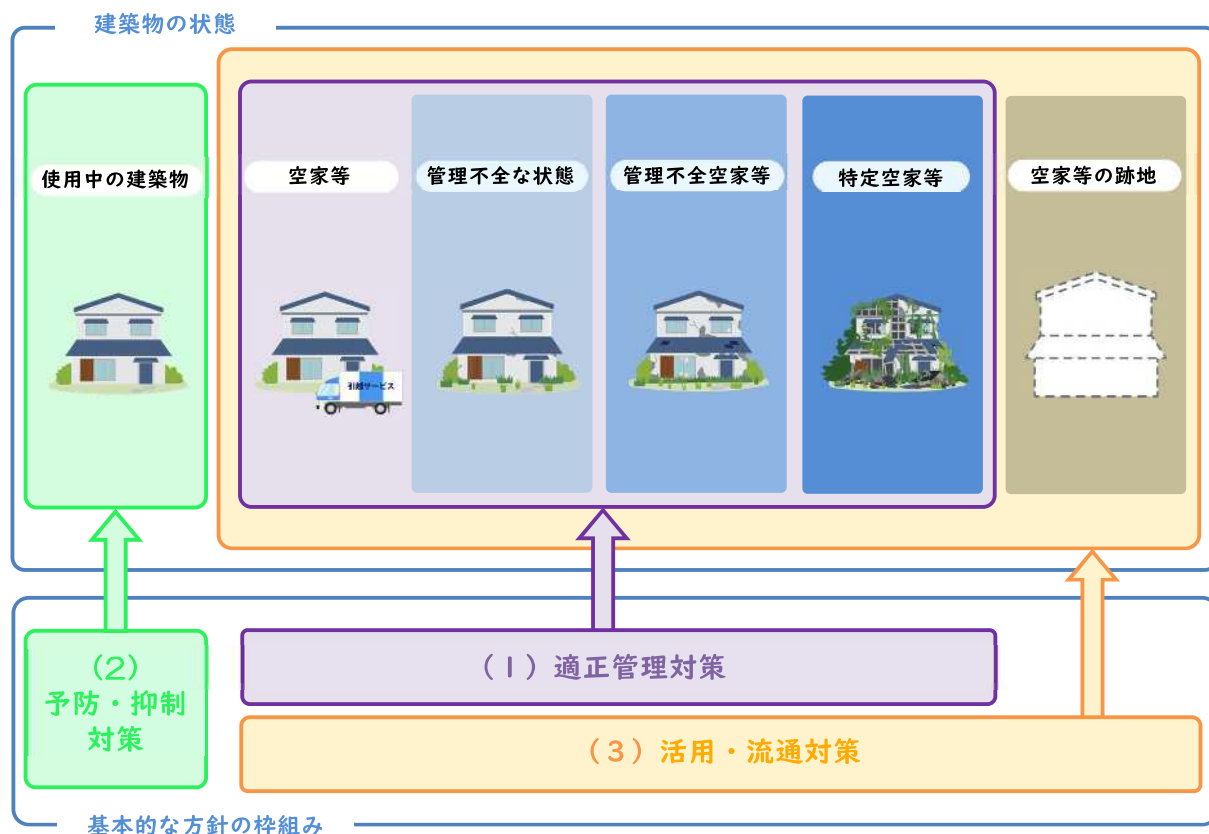 建築物の状態
使用中の建築物
空家等
管理不全な状態
管理不全空家等
特定空家等
空家等の跡地
引越サービス
(2)
予防・抑制
対策
(1)適正管理対策
(3)活用・流通対策
基本的な方針の枠組み